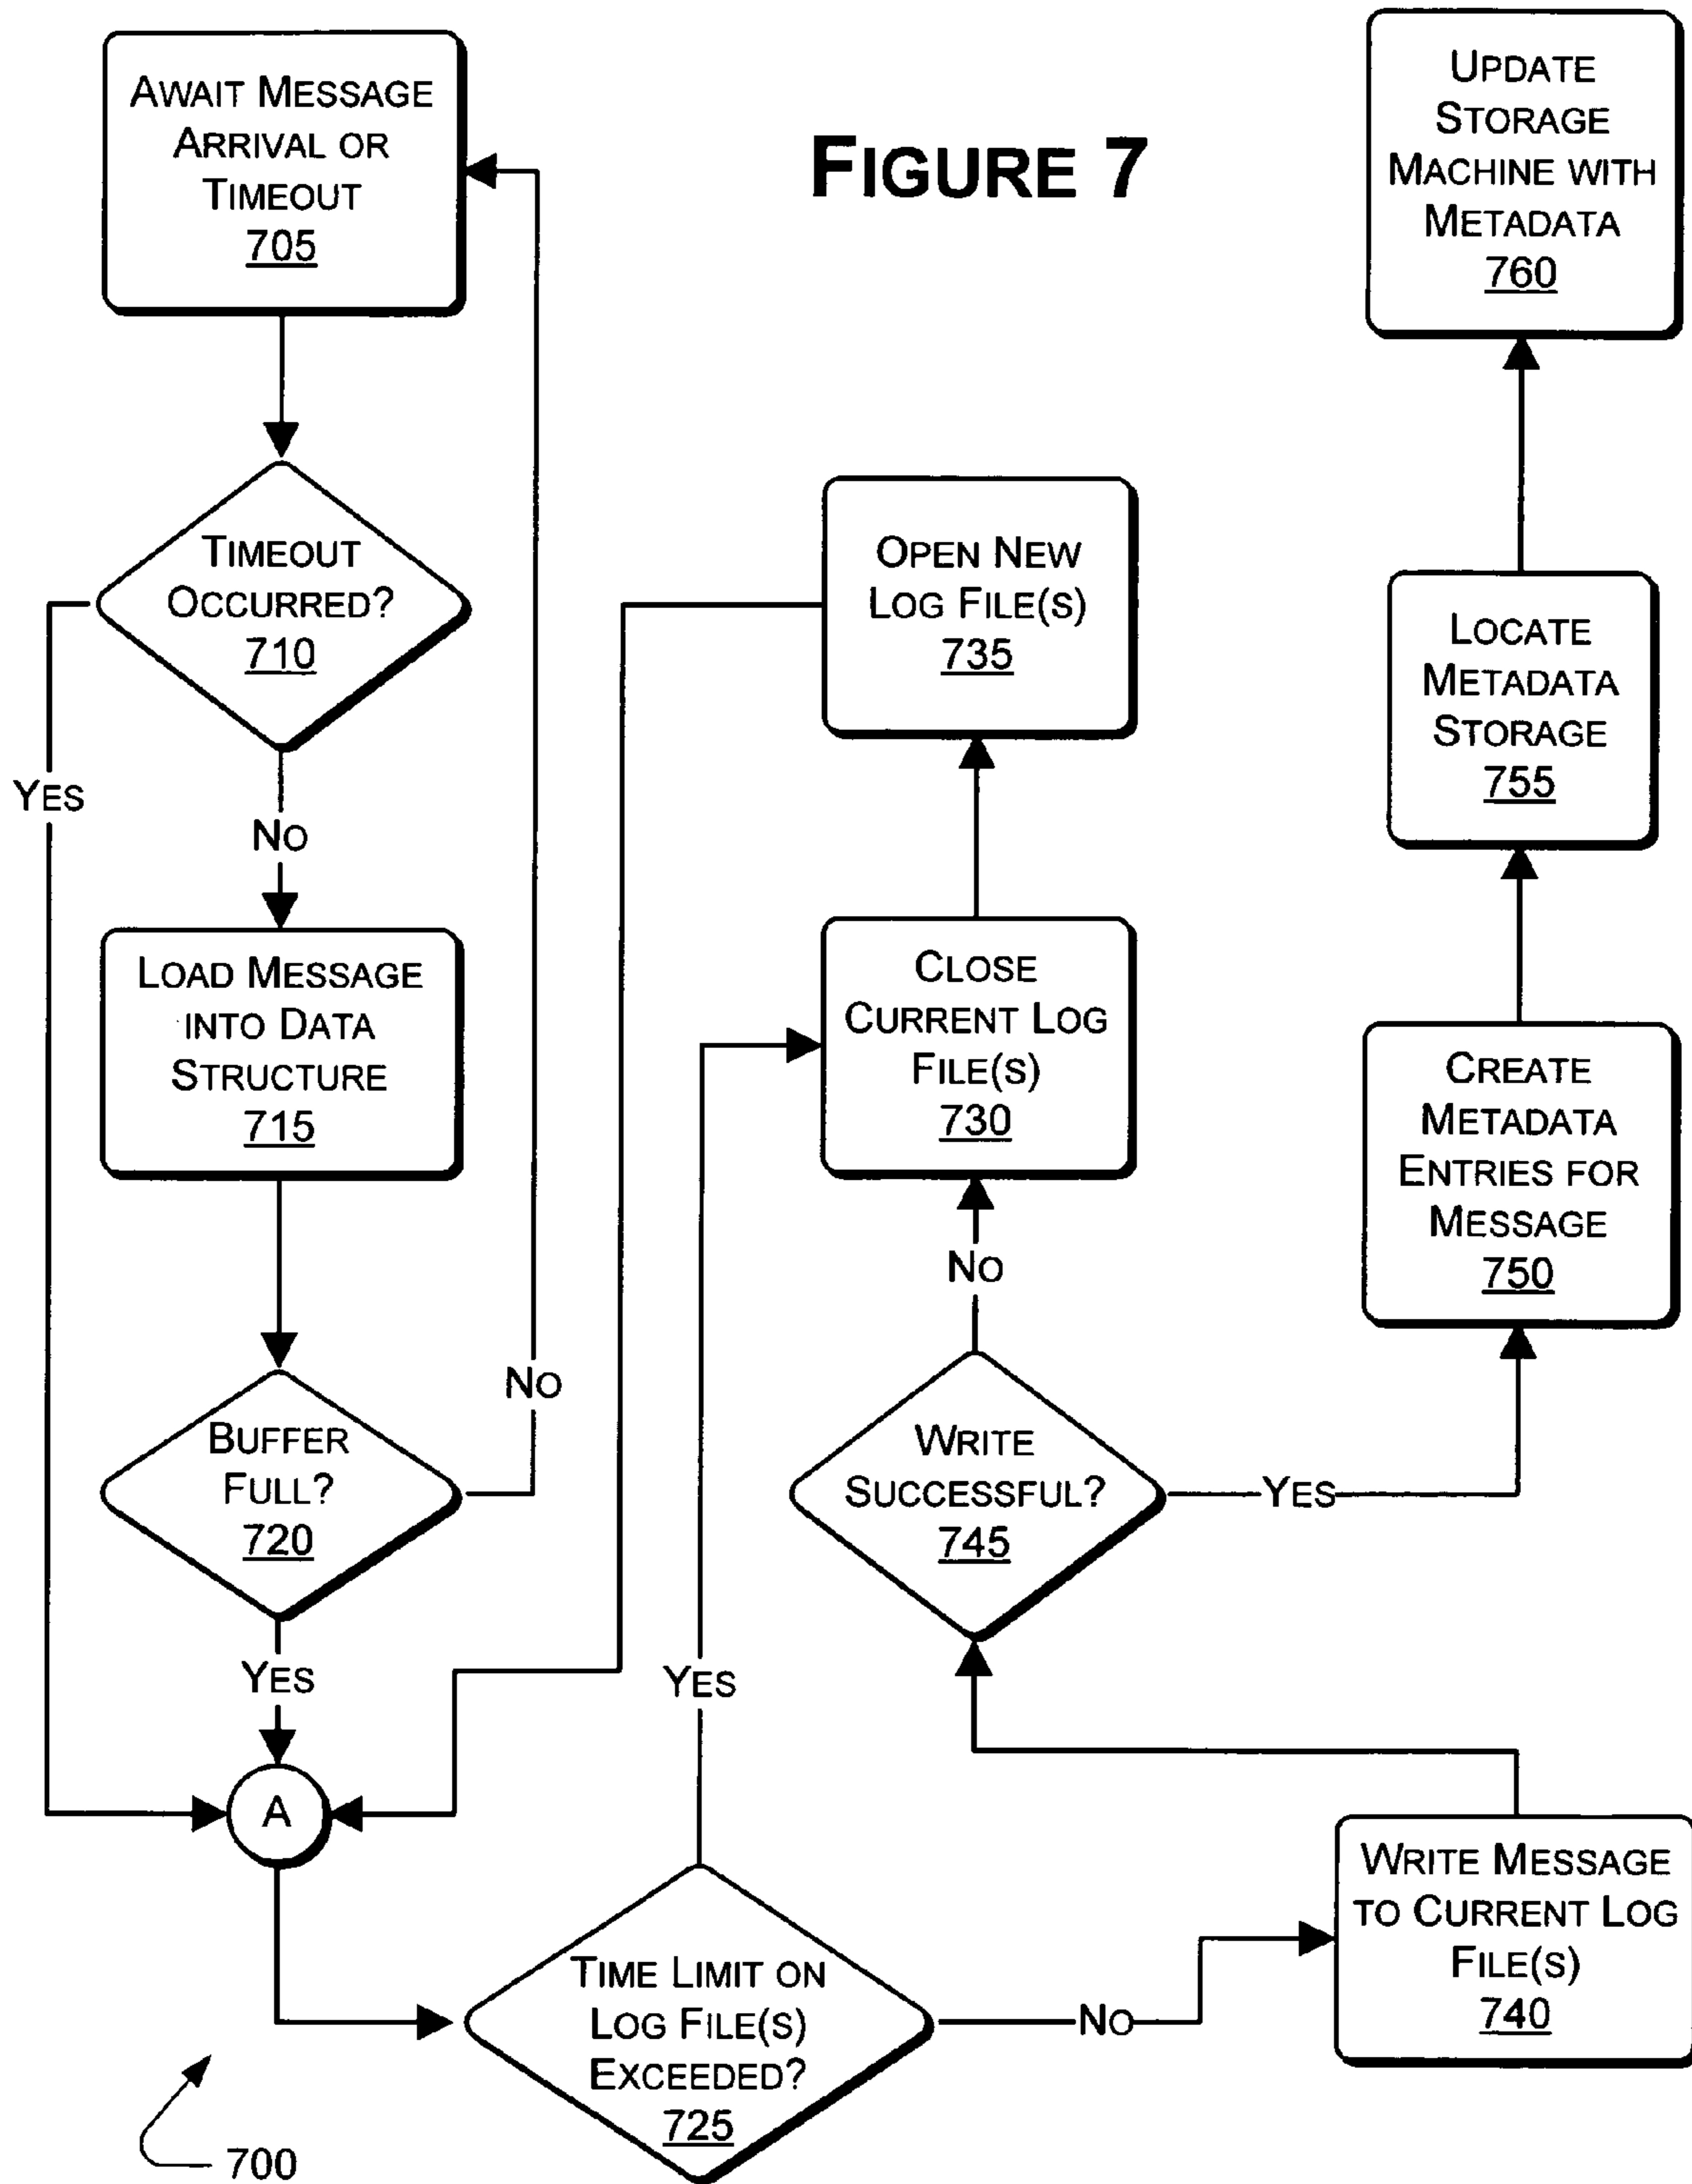 FIGURE 7
AWAIT MESSAGE
ARRIVAL OR
TIMEOUT
705
TIMEOUT
OCCURRED?
710
YES
NO
LOAD MESSAGE
INTO DATA
STRUCTURE
715
BUFFER
FULL?
720
NO
YES
A
TIME LIMIT ON
LOG FILE(S)
EXCEEDED?
725
YES
NO
CLOSE
CURRENT LOG
FILE(S)
730
OPEN NEW
LOG FILE(S)
735
WRITE MESSAGE
TO CURRENT LOG
FILE(S)
740
WRITE
SUCCESSFUL?
745
NO
YES
CREATE
METADATA
ENTRIES FOR
MESSAGE
750
LOCATE
METADATA
STORAGE
755
UPDATE
STORAGE
MACHINE WITH
METADATA
760
700